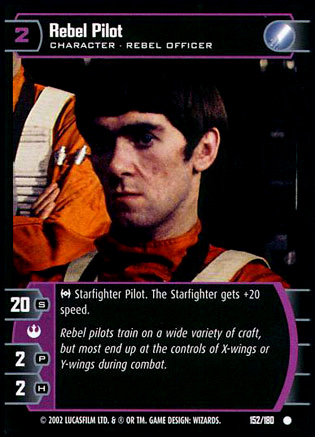 2 Rebel Pilot
CHARACTER · REBEL OFFICER
20 S
Starfighter Pilot. The Starfighter gets +20
speed.
Rebel pilots train on a wide variety of craft,
but most end up at the controls of X-wings or
Y-wings during combat.
2 P
2 H
© 2002 LUCASFILM LTD. & ® OR TM. GAME DESIGN: WIZARDS. 152/180